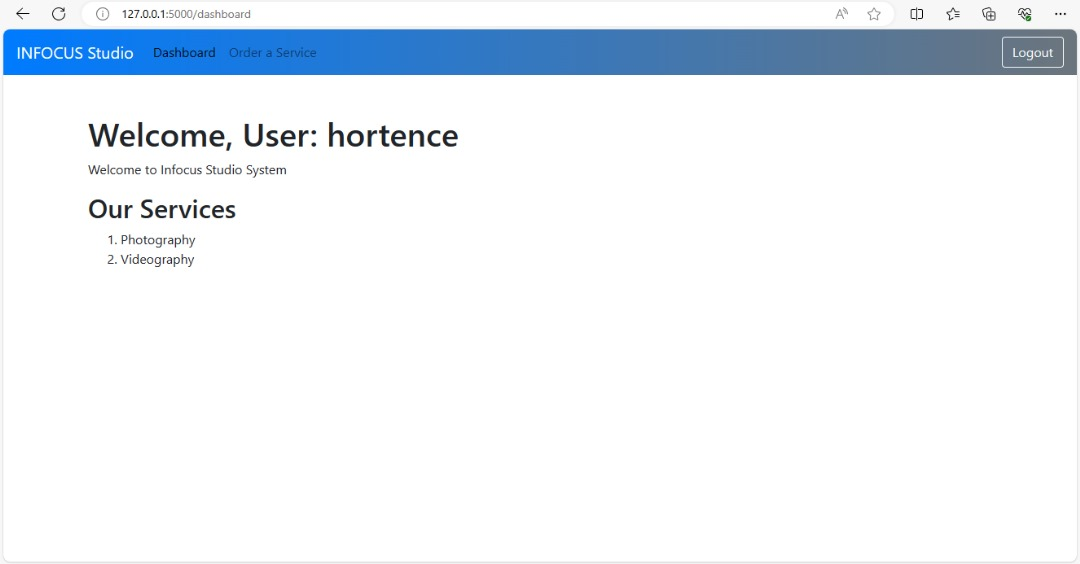 127.0.0.1:5000/dashboard
INFOCUS Studio Dashboard Order a Service Logout
Welcome, User: hortence
Welcome to Infocus Studio System
Our Services
1. Photography
2. Videography